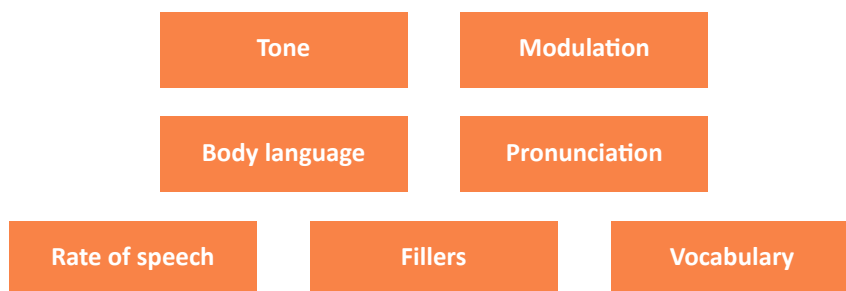 Tone
Modulation
Body language
Pronunciation
Rate of speech
Fillers
Vocabulary